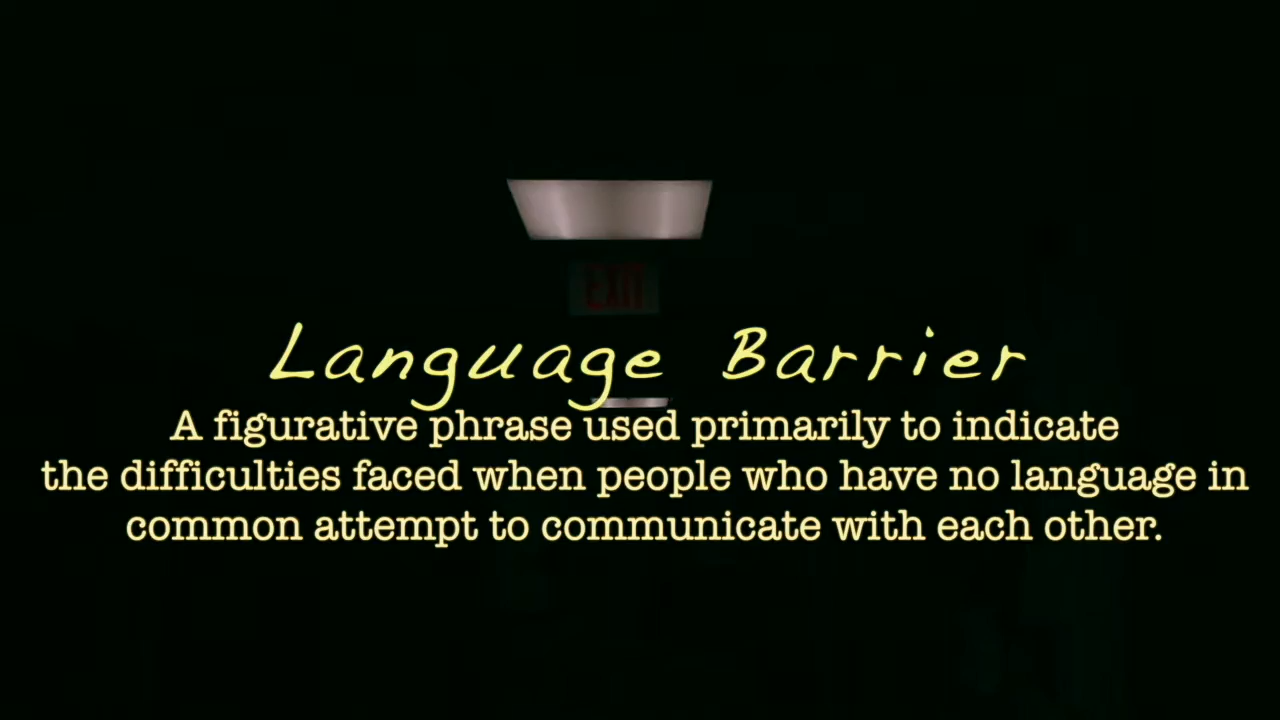 EXIT
Language Barrier
A figurative phrase used primarily to indicate
the difficulties faced when people who have no language in
common attempt to communicate with each other.